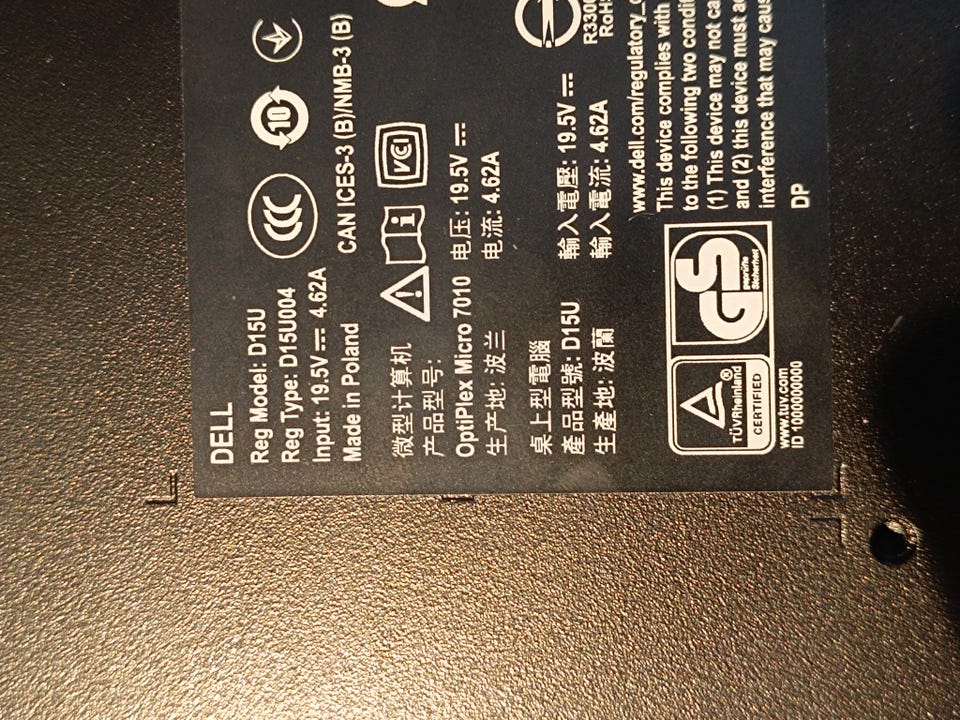 DELL
Reg Model: D15U
Reg Type: D15U004
Input: 19.5V ⎓ 4.62A
Made in Poland
10
CAN ICES-3 (B)/NMB-3 (B)
微型计算机
产品型号:
OptiPlex Micro 7010
生产地: 波兰
电压: 19.5V ⎓
电流: 4.62A
VCI
桌上型電腦
產品型號: D15U
生產地: 波蘭
輸入電壓: 19.5V ⎓
輸入電流: 4.62A
RoHS
www.dell.com/regulatory_
This device complies with
to the following two
(1) This device may not
and (2) this device must
interference that may
DP
TÜVRheinland®
CERTIFIED
GS
geprüfte
Sicherheit
www.tuv.com
ID 1000000000